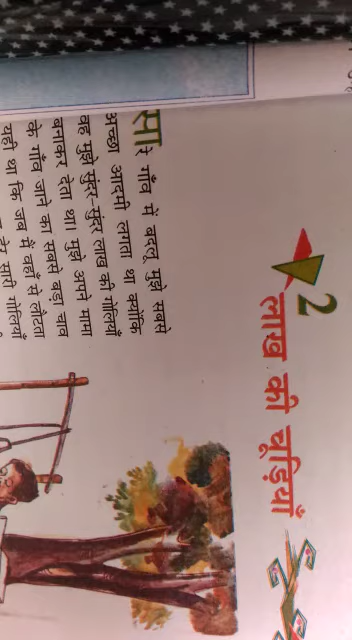 2
लाख की चूड़ियाँ
सारे गाँव में बदलू मुझे सबसे
अच्छा आदमी लगता था क्योंकि
वह मुझे सुंदर-सुंदर लाख की गोलियाँ
बनाकर देता था। मुझे अपने मामा
के गाँव जाने का सबसे बड़ा चाव
यही था कि जब मैं वहाँ से लौटता
ढेर सारी गोलियाँ